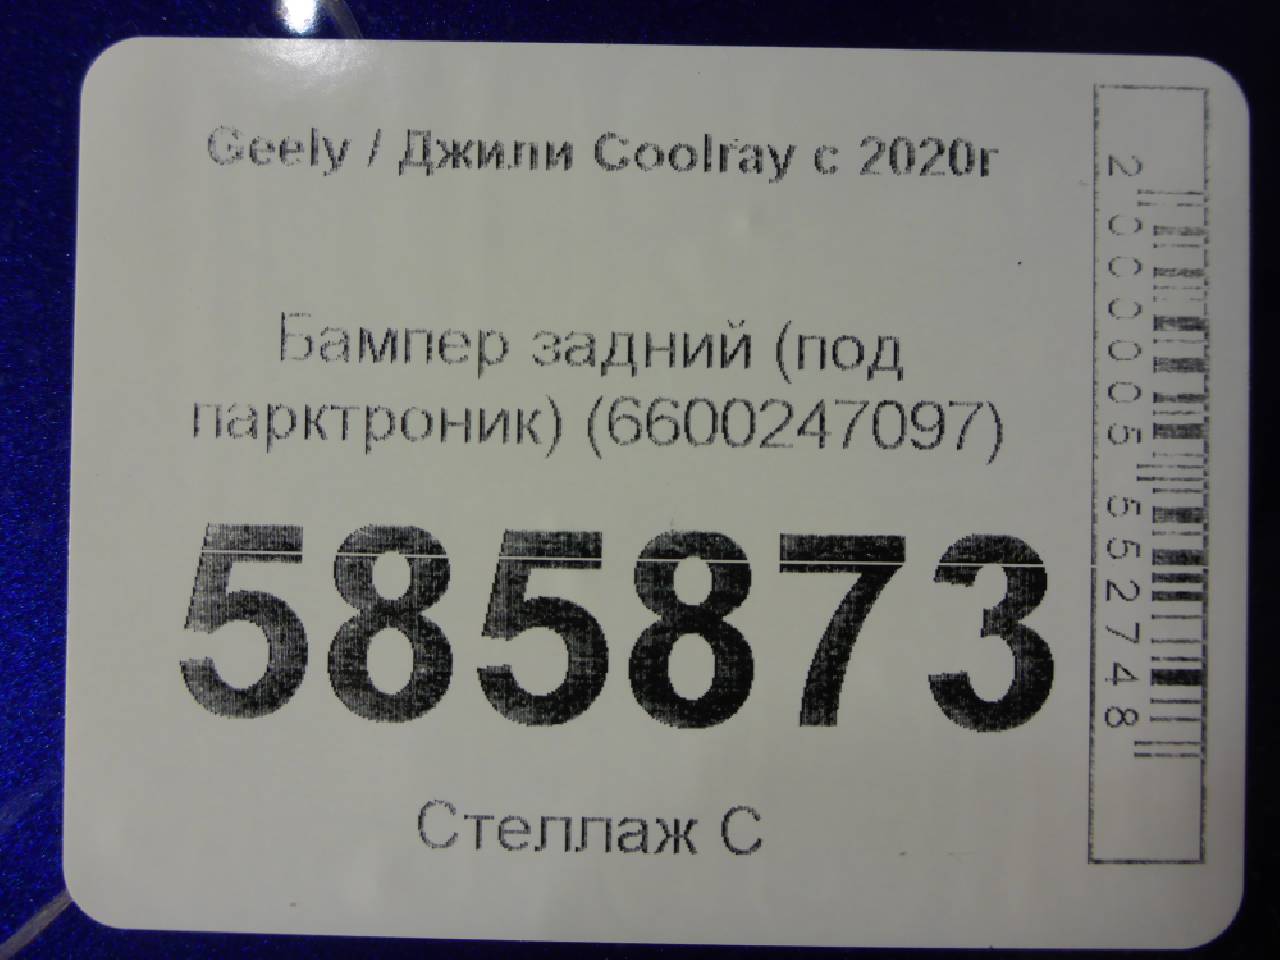 Geely / Джили Coolray с 2020г
Бампер задний (под
парктроник) (6600247097)
585873
Стеллаж С
2000005552748